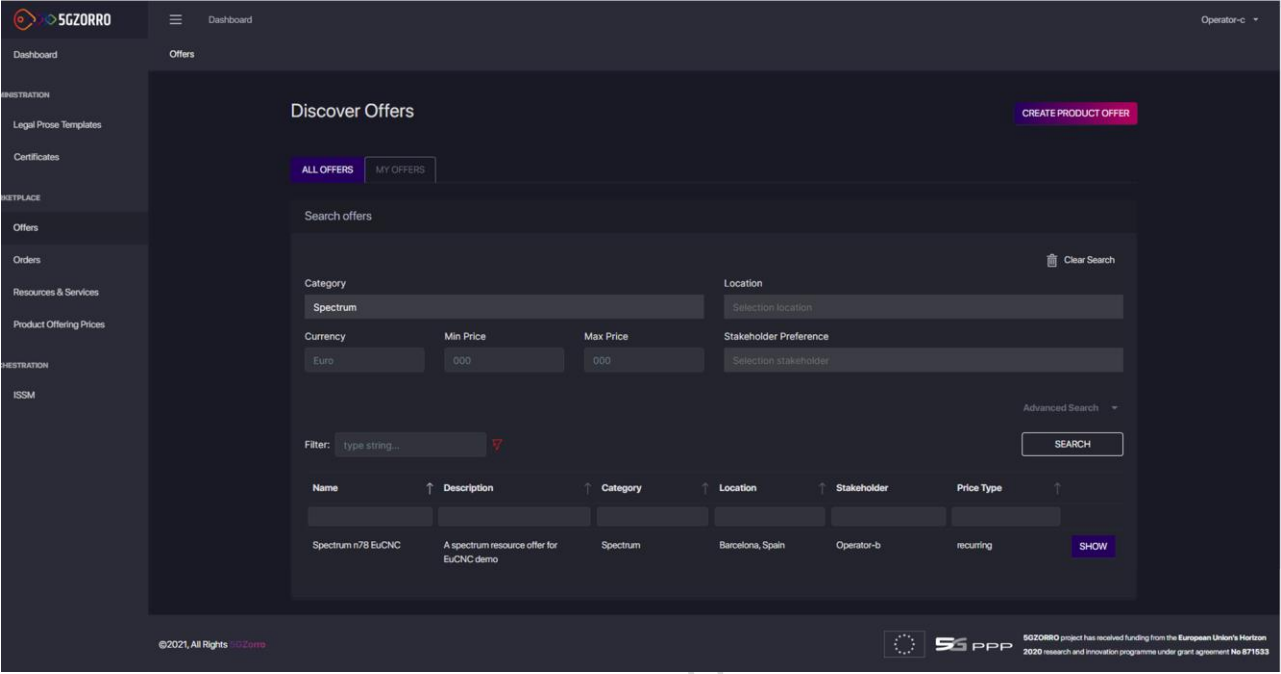 5GZORRO
Dashboard
Operator-c
Dashboard
Offers
Legal Prose Templates
Certificates
Offers
Orders
Resources & Services
Product Offering Prices
ISSM
Discover Offers
CREATE PRODUCT OFFER
ALL OFFERS
MY OFFERS
Search offers
Clear Search
Category
Location
Spectrum
Selection location
Currency
Min Price
Max Price
Stakeholder Preference
Euro
000
000
Selection stakeholder
Advanced Search
Filter:
type string...
SEARCH
Name
Description
Category
Location
Stakeholder
Price Type
Spectrum n78 EuCNC
A spectrum resource offer for
EuCNC demo
Spectrum
Barcelona, Spain
Operator-b
recurring
SHOW
©2021, All Rights 5GZorro
5G PPP
5GZORRO project has received funding from the European Union's Horizon
2020 research and innovation programme under grant agreement No 871533